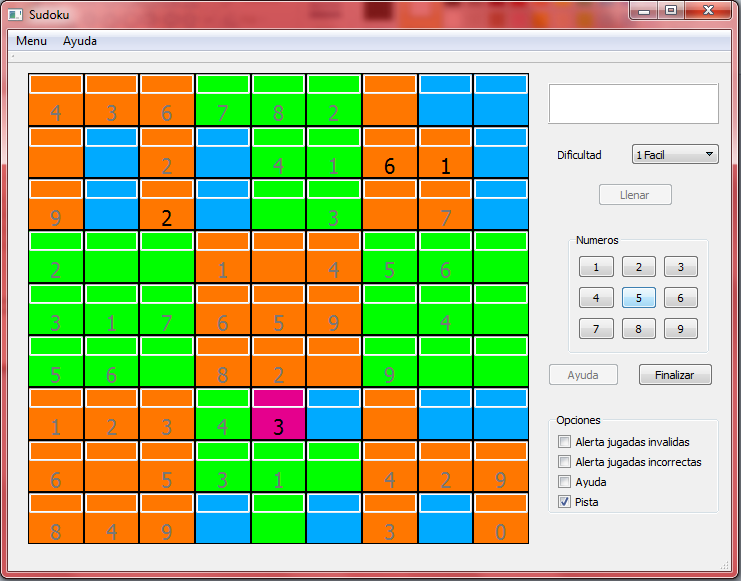 Sudoku
Menu Ayuda
4 3 6 7 8 2
2 4 1 6 1
9 2 3 7
2 1 4 5 6
3 1 7 6 5 9 4
5 6 8 2 9
1 2 3 4 3
6 5 3 1 4 2 9
8 4 9 3 0
Dificultad 1 Facil
Llenar
Numeros
1 2 3
4 5 6
7 8 9
Ayuda Finalizar
Opciones
Alerta jugadas invalidas
Alerta jugadas incorrectas
Ayuda
Pista